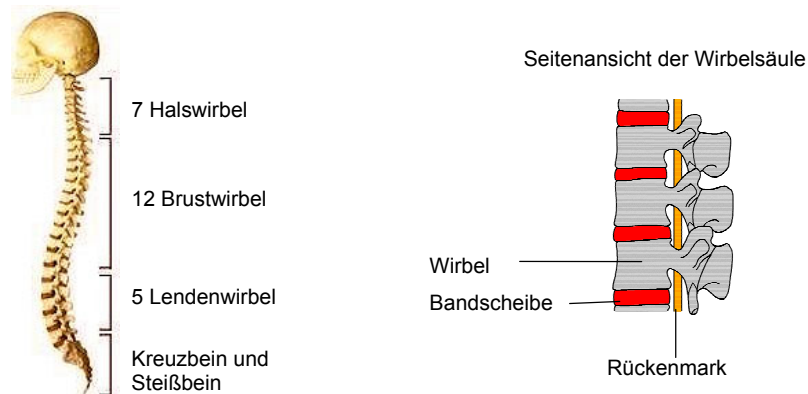 7 Halswirbel
12 Brustwirbel
5 Lendenwirbel
Kreuzbein und
Steißbein
Seitenansicht der Wirbelsäule
Wirbel
Bandscheibe
Rückenmark